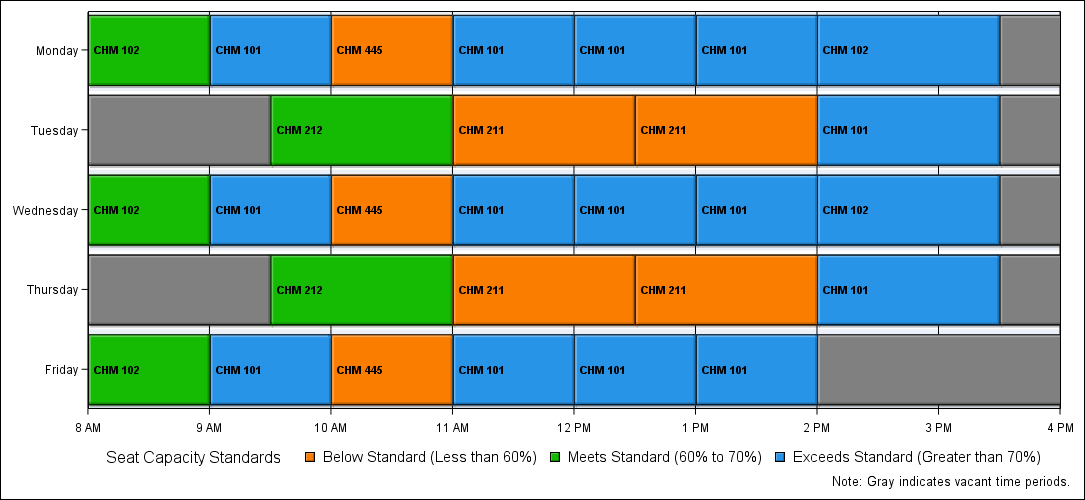 Monday CHM 102 CHM 101 CHM 445 CHM 101 CHM 101 CHM 101 CHM 102
Tuesday CHM 212 CHM 211 CHM 211 CHM 101
Wednesday CHM 102 CHM 101 CHM 445 CHM 101 CHM 101 CHM 101 CHM 102
Thursday CHM 212 CHM 211 CHM 211 CHM 101
Friday CHM 102 CHM 101 CHM 445 CHM 101 CHM 101 CHM 101
8 AM 9 AM 10 AM 11 AM 12 PM 1 PM 2 PM 3 PM 4 PM
Seat Capacity Standards Below Standard (Less than 60%) Meets Standard (60% to 70%) Exceeds Standard (Greater than 70%)
Note: Gray indicates vacant time periods.